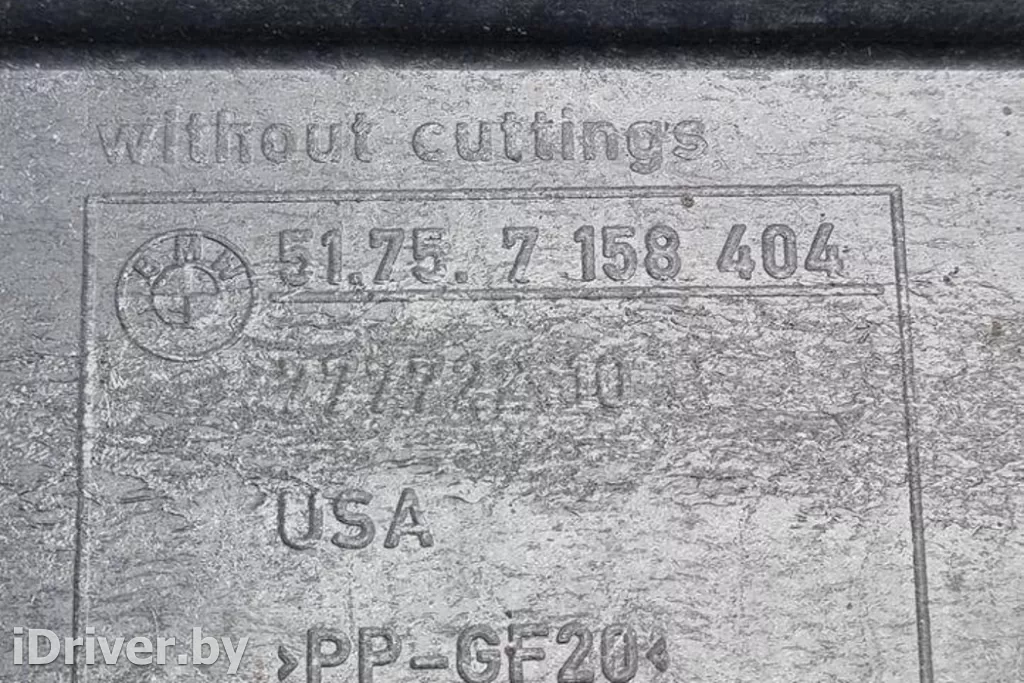 without cuttings
BMW 51.75. 7 158 404
USA
>PP-GF20<
iDriver.by